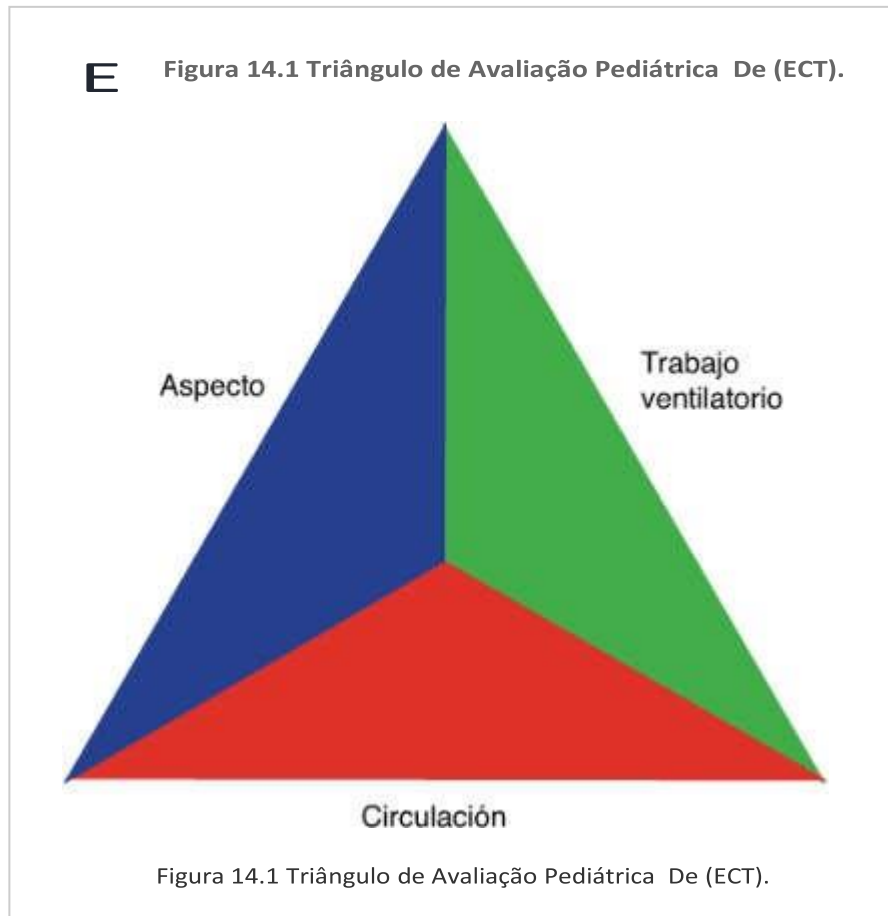 E Figura 14.1 Triângulo de Avaliação Pediátrica De (ECT).
Aspecto
Trabajo
ventilatorio
Circulación
Figura 14.1 Triângulo de Avaliação Pediátrica De (ECT).